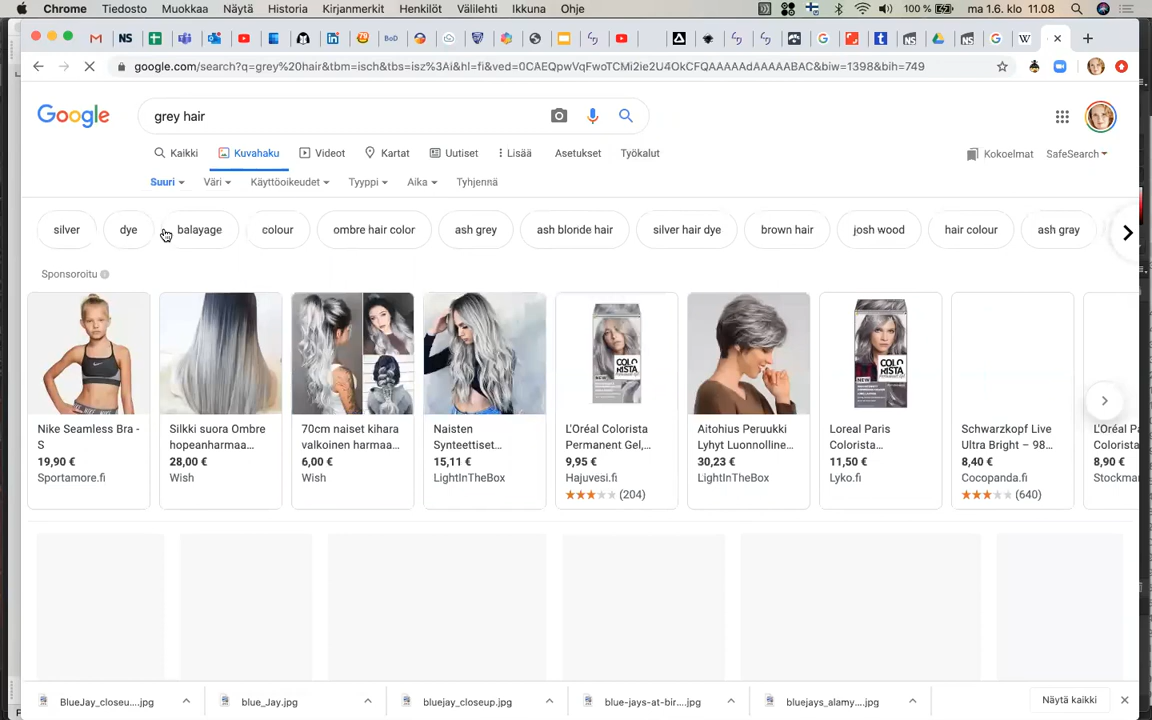 Chrome Tiedosto Muokkaa Näytä Historia Kirjanmerkit Henkilöt Välilehti Ikkuna Ohje 100 % ma 1.6. klo 11.08
google.com/search?q=grey%20hair&tbm=isch&tbs=isz%3Ai&hl=fi&ved=0CAEQpwVqFwoTCMi2ie2U4OkCFQAAAAAdAAAAABAC&biw=1398&bih=749
Google grey hair
Kaikki Kuvahaku Videot Kartat Uutiset Lisää Asetukset Työkalut Kokoelmat SafeSearch
Suuri Väri Käyttöoikeudet Tyyppi Aika Tyhjennä
silver dye balayage colour ombre hair color ash grey ash blonde hair silver hair dye brown hair josh wood hair colour ash gray
Sponsoroitu
Nike Seamless Bra - S
19,90 €
Sportamore.fi
Silkki suora Ombre
hopeanharmaa...
28,00 €
Wish
70cm naiset kihara
valkoinen harmaa...
6,00 €
Wish
Naisten
Synteettiset...
15,11 €
LightInTheBox
COLO
RISTA
L'Oréal Colorista
Permanent Gel,...
9,95 €
Hajuvesi.fi
(204)
Aitohius Peruukki
Lyhyt Luonnolline...
30,23 €
LightInTheBox
COLO
RISTA
Loreal Paris
Colorista...
11,50 €
Lyko.fi
Schwarzkopf Live
Ultra Bright – 98...
8,40 €
Cocopanda.fi
(640)
L'Oréal Pa
Colorista
8,90 €
Stockma
BlueJay_closeu....jpg blue_Jay.jpg bluejay_closeup.jpg blue-jays-at-bir....jpg bluejays_alamy....jpg Näytä kaikki